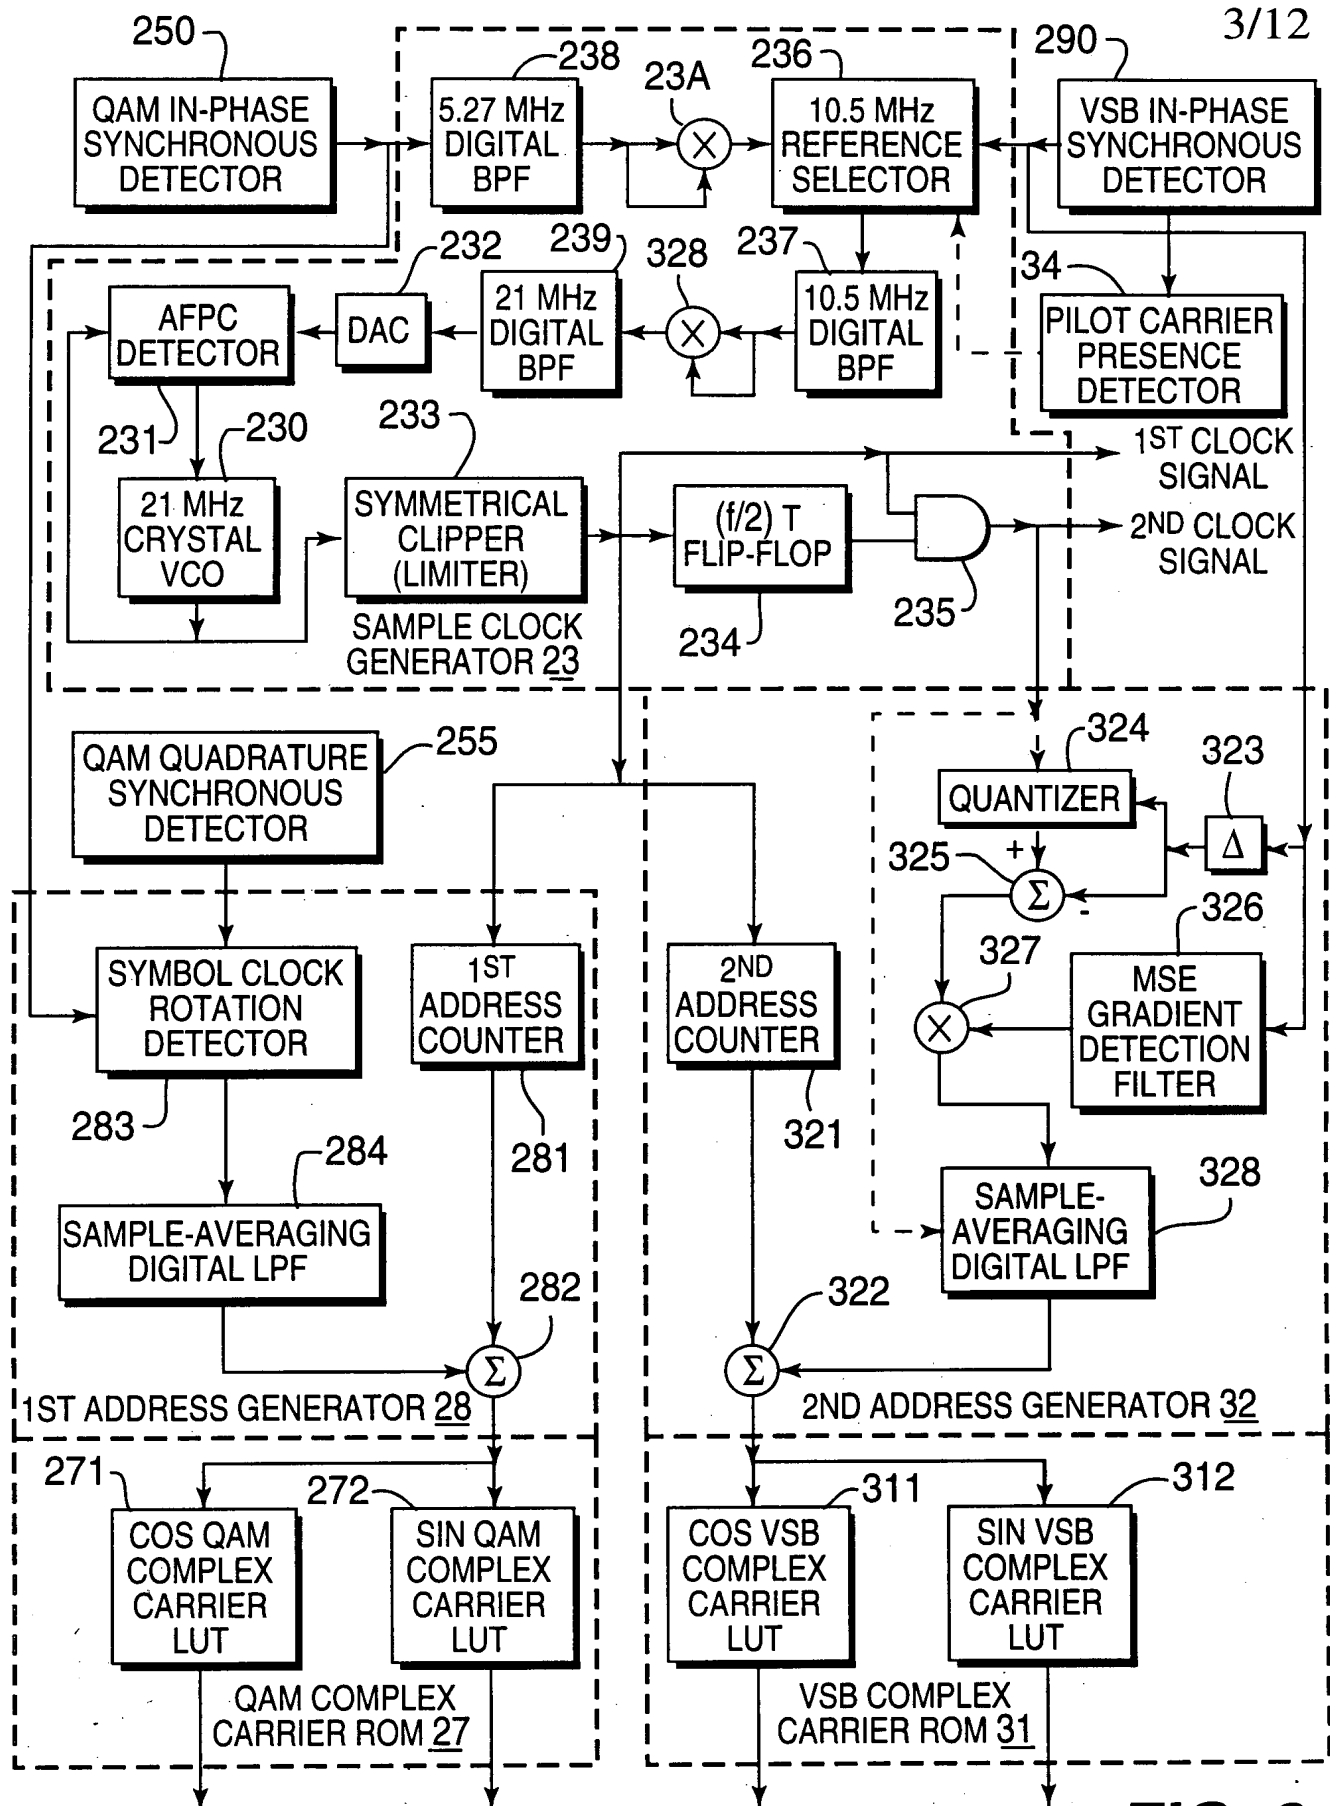 3/12
250
238
23A
236
290
QAM IN-PHASE
SYNCHRONOUS
DETECTOR
5.27 MHz
DIGITAL
BPF
10.5 MHz
REFERENCE
SELECTOR
VSB IN-PHASE
SYNCHRONOUS
DETECTOR
232
239
328
237
34
AFPC
DETECTOR
DAC
21 MHz
DIGITAL
BPF
10.5 MHz
DIGITAL
BPF
PILOT CARRIER
PRESENCE
DETECTOR
231
230
233
1ST CLOCK
SIGNAL
21 MHz
CRYSTAL
VCO
SYMMETRICAL
CLIPPER
(LIMITER)
(f/2) T
FLIP-FLOP
2ND CLOCK
SIGNAL
234
235
SAMPLE CLOCK
GENERATOR 23
255
324
323
QAM QUADRATURE
SYNCHRONOUS
DETECTOR
QUANTIZER
Δ
325
+
Σ
-
326
327
SYMBOL CLOCK
ROTATION
DETECTOR
1ST
ADDRESS
COUNTER
2ND
ADDRESS
COUNTER
MSE
GRADIENT
DETECTION
FILTER
283
281
321
284
328
SAMPLE-AVERAGING
DIGITAL LPF
SAMPLE-
AVERAGING
DIGITAL LPF
282
322
Σ
Σ
1ST ADDRESS GENERATOR 28
2ND ADDRESS GENERATOR 32
271
272
311
312
COS QAM
COMPLEX
CARRIER
LUT
SIN QAM
COMPLEX
CARRIER
LUT
COS VSB
COMPLEX
CARRIER
LUT
SIN VSB
COMPLEX
CARRIER
LUT
QAM COMPLEX
CARRIER ROM 27
VSB COMPLEX
CARRIER ROM 31